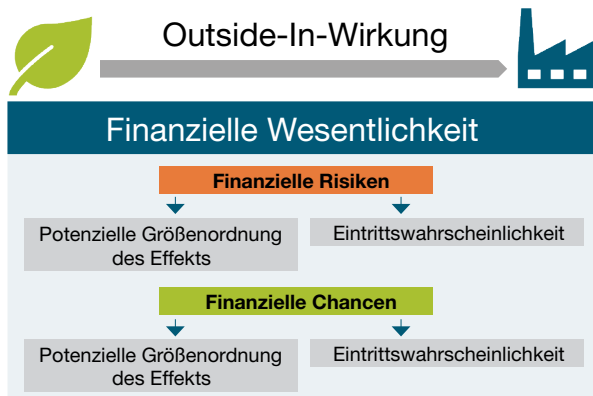 Outside-In-Wirkung
Finanzielle Wesentlichkeit
Finanzielle Risiken
Potenzielle Größenordnung
des Effekts
Eintrittswahrscheinlichkeit
Finanzielle Chancen
Potenzielle Größenordnung
des Effekts
Eintrittswahrscheinlichkeit